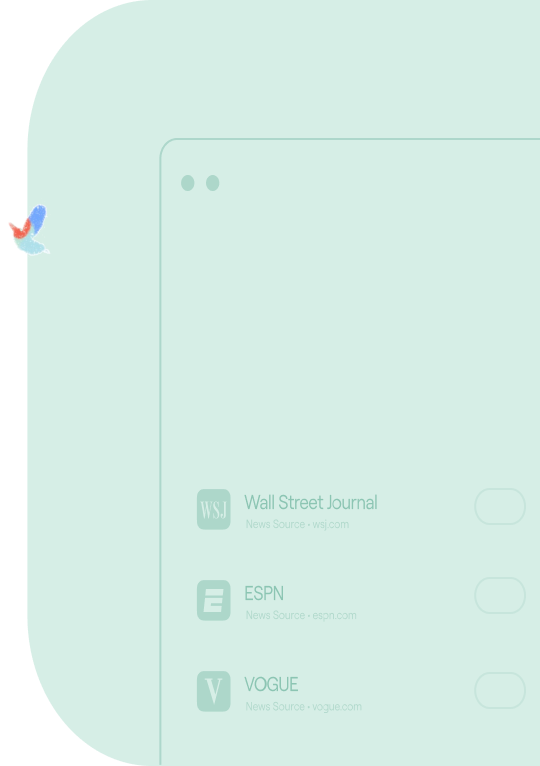 WSJ
Wall Street Journal
News Source • wsj.com
E
ESPN
News Source • espn.com
V
VOGUE
News Source • vogue.com